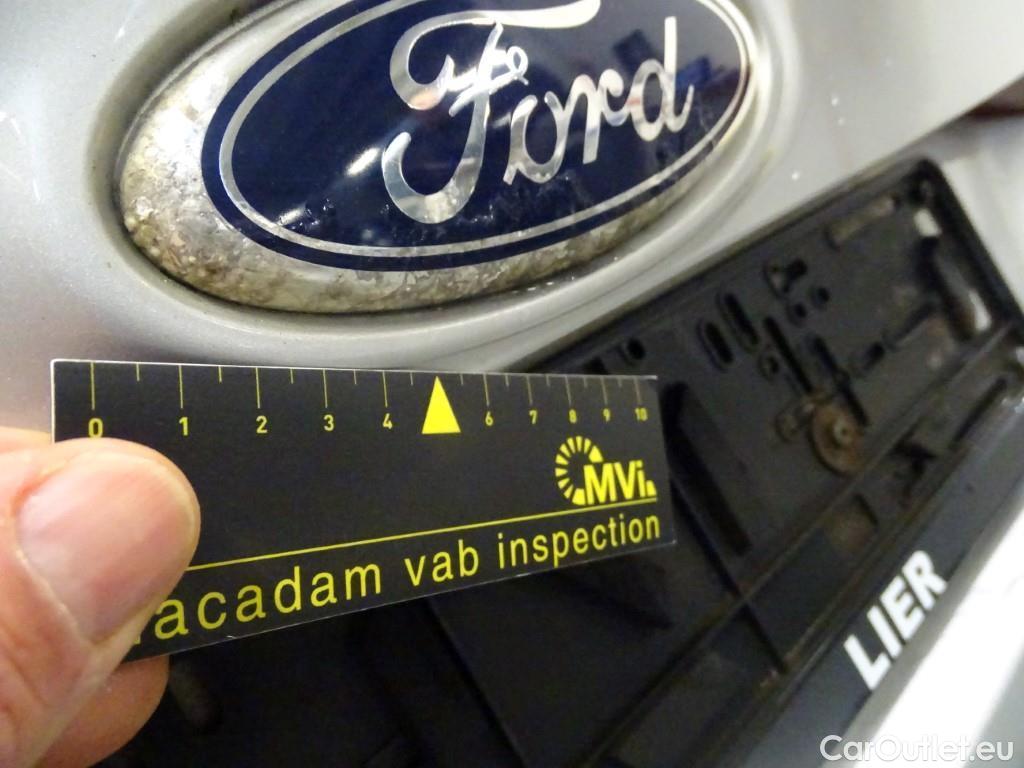 Ford
0 1 2 3 4 6 7 8 9 10
MVi
acadam vab inspection
LIER
CarOutlet.eu